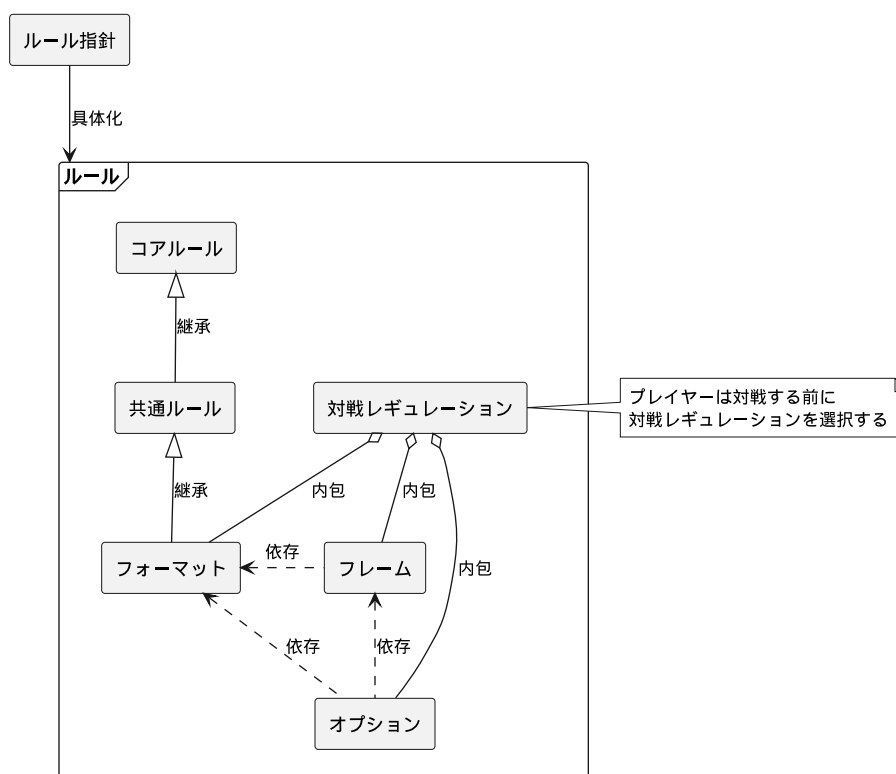 ルール指針
具体化
ルール
コアルール
継承
共通ルール
対戦レギュレーション
プレイヤーは対戦する前に
対戦レギュレーションを選択する
継承
内包
内包
フォーマット
依存
フレーム
内包
依存
依存
オプション